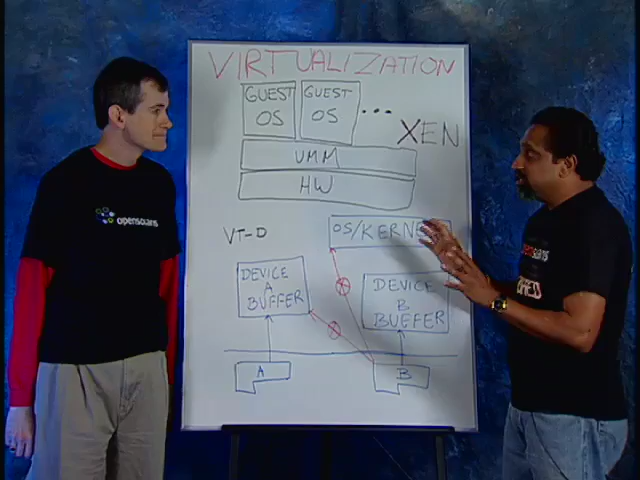 VIRTUALIZATION
GUEST OS
GUEST OS
...
XEN
VMM
HW
VT-D
OS/KERNEL
DEVICE A BUFFER
DEVICE B BUFFER
A
B
opensolaris